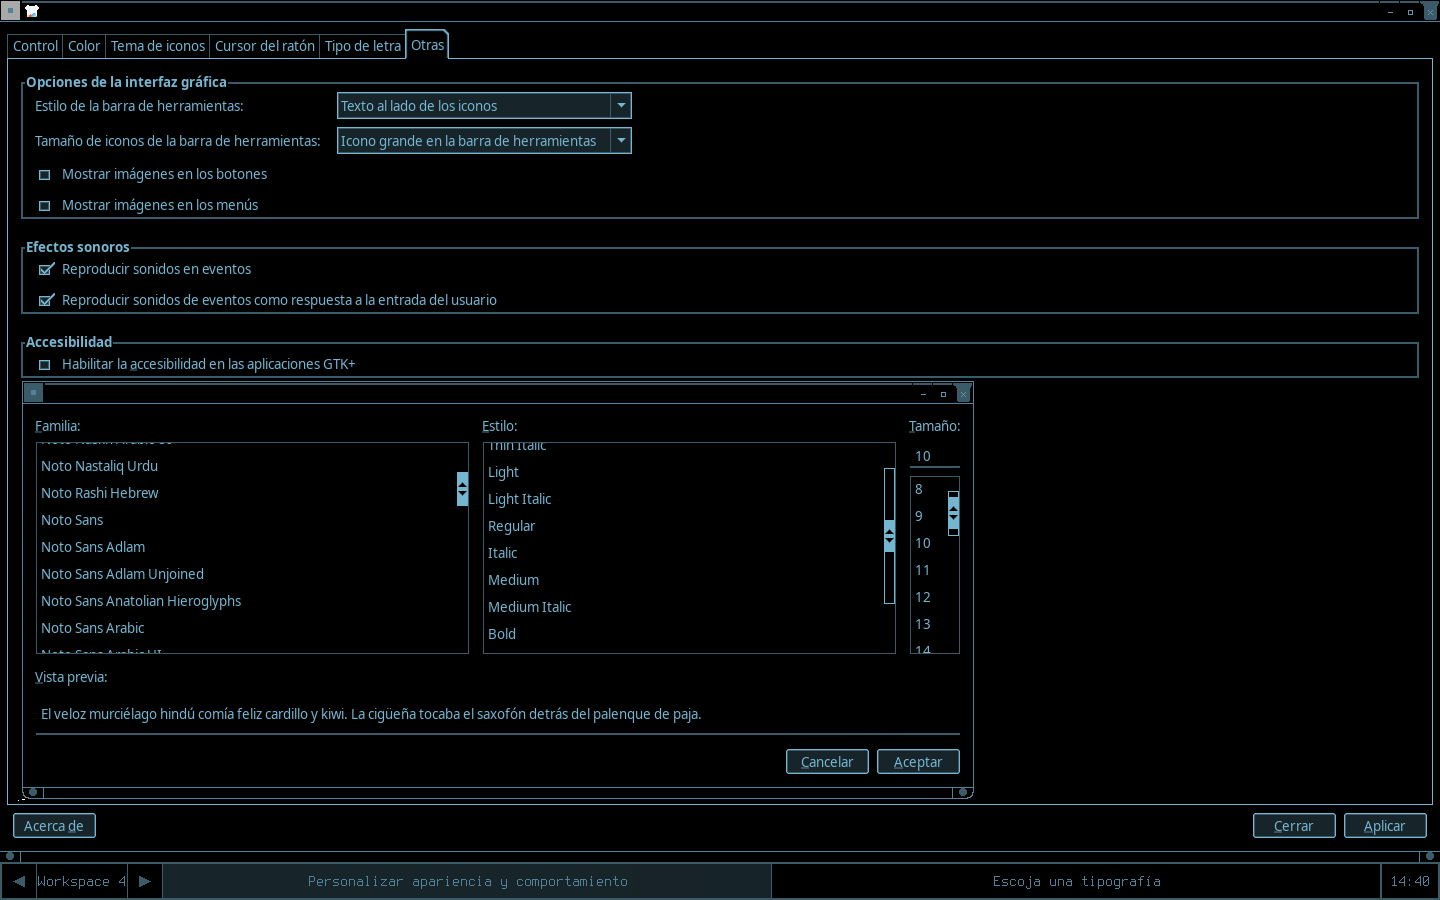 Control Color Tema de iconos Cursor del ratón Tipo de letra Otras
Opciones de la interfaz gráfica
Estilo de la barra de herramientas: Texto al lado de los iconos
Tamaño de iconos de la barra de herramientas: Icono grande en la barra de herramientas
Mostrar imágenes en los botones
Mostrar imágenes en los menús
Efectos sonoros
Reproducir sonidos en eventos
Reproducir sonidos de eventos como respuesta a la entrada del usuario
Accesibilidad
Habilitar la accesibilidad en las aplicaciones GTK+
Familia: Estilo: Tamaño:
Thin Italic
10
Noto Nastaliq Urdu Light
Noto Rashi Hebrew Light Italic 8
Noto Sans Regular 9
Noto Sans Adlam Italic 10
Noto Sans Adlam Unjoined Medium 11
Noto Sans Anatolian Hieroglyphs Medium Italic 12
Noto Sans Arabic Bold 13
Noto Sans Arabic UI 14
Vista previa:
El veloz murciélago hindú comía feliz cardillo y kiwi. La cigüeña tocaba el saxofón detrás del palenque de paja.
Cancelar Aceptar
Acerca de Cerrar Aplicar
Workspace 4 Personalizar apariencia y comportamiento Escoja una tipografía 14:40